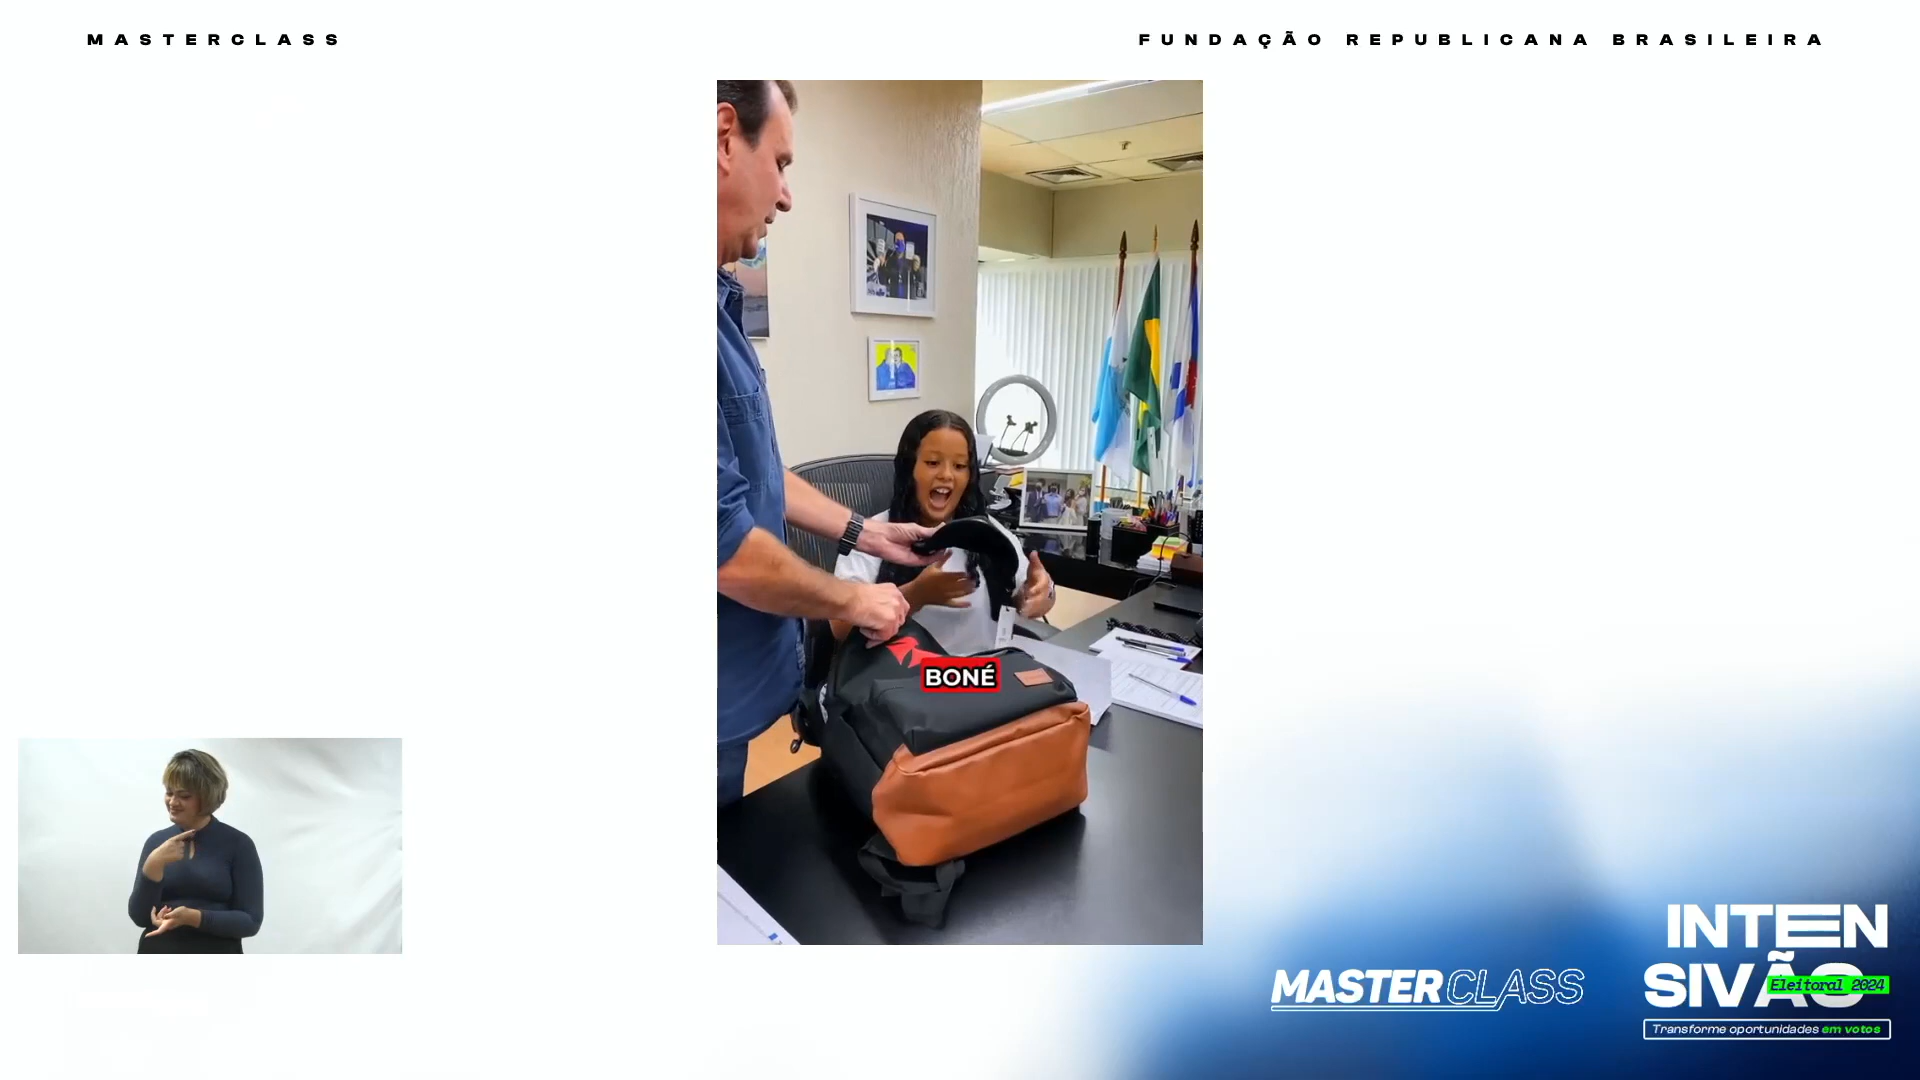 MASTERCLASS
FUNDAÇÃO REPUBLICANA BRASILEIRA
BONÉ
MASTERCLASS
INTEN
SIVÃO
Eleitoral 2024
Transforme oportunidades em votos